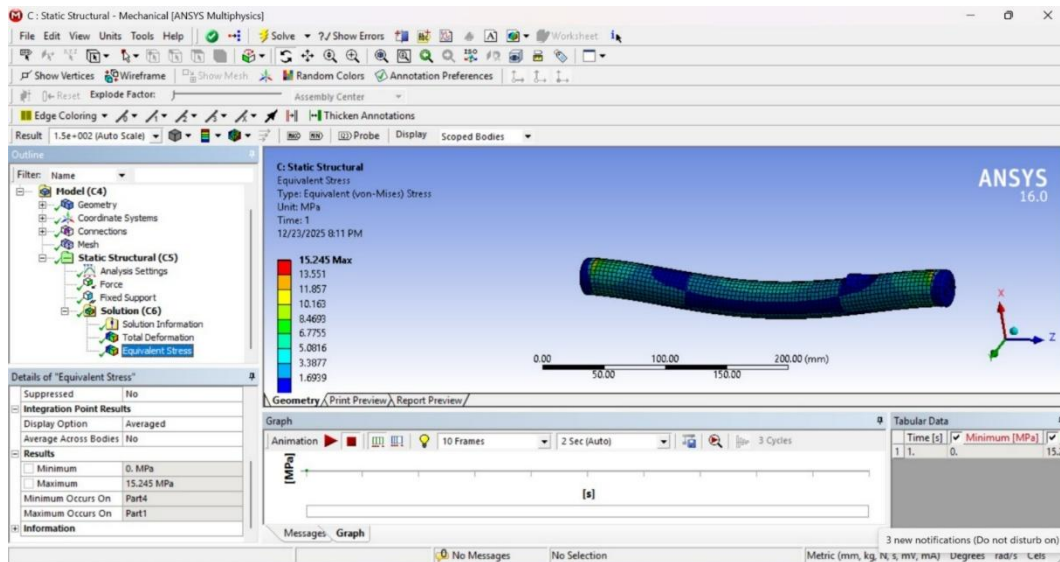 C : Static Structural - Mechanical [ANSYS Multiphysics]
File Edit View Units Tools Help Solve ?/ Show Errors Worksheet
Show Vertices Wireframe Show Mesh Random Colors Annotation Preferences
Reset Explode Factor: Assembly Center
Edge Coloring Thicken Annotations
Result 1.5e+002 (Auto Scale) Probe Display Scoped Bodies
Outline
Filter: Name
Model (C4)
Geometry
Coordinate Systems
Connections
Mesh
Static Structural (C5)
Analysis Settings
Force
Fixed Support
Solution (C6)
Solution Information
Total Deformation
Equivalent Stress
Details of "Equivalent Stress"
Suppressed No
Integration Point Results
Display Option Averaged
Average Across Bodies No
Results
Minimum 0. MPa
Maximum 15.245 MPa
Minimum Occurs On Part4
Maximum Occurs On Part1
Information
C: Static Structural
Equivalent Stress
Type: Equivalent (von-Mises) Stress
Unit: MPa
Time: 1
12/23/2025 8:11 PM
15.245 Max
13.551
11.857
10.163
8.4693
6.7755
5.0816
3.3877
1.6939
ANSYS
16.0
X
Z
0.00 100.00 200.00 (mm)
50.00 150.00
Geometry Print Preview Report Preview
Graph
Animation 10 Frames 2 Sec (Auto) 3 Cycles
[MPa]
[s]
Messages Graph
Tabular Data
Time [s] Minimum [MPa]
1 1. 0. 15.2
3 new notifications (Do not disturb on)
No Messages No Selection Metric (mm, kg, N, s, mV, mA) Degrees rad/s Cels